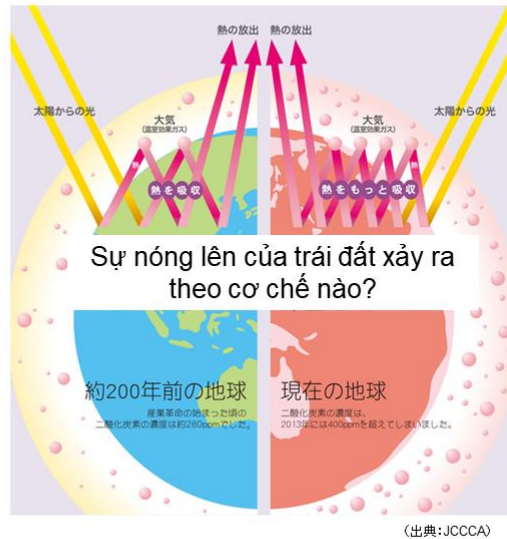 熱の放出 熱の放出
太陽からの光
大気
(温室効果ガス)
熱
熱を吸収
大気
(温室効果ガス)
太陽からの光
熱
熱をもっと吸収
Sự nóng lên của trái đất xảy ra
theo cơ chế nào?
約200年前の地球
産業革命の始まった頃の
二酸化炭素の濃度は約280ppmでした。
現在の地球
二酸化炭素の濃度は、
2013年には400ppmを超えてしまいました。
(出典:JCCCA)